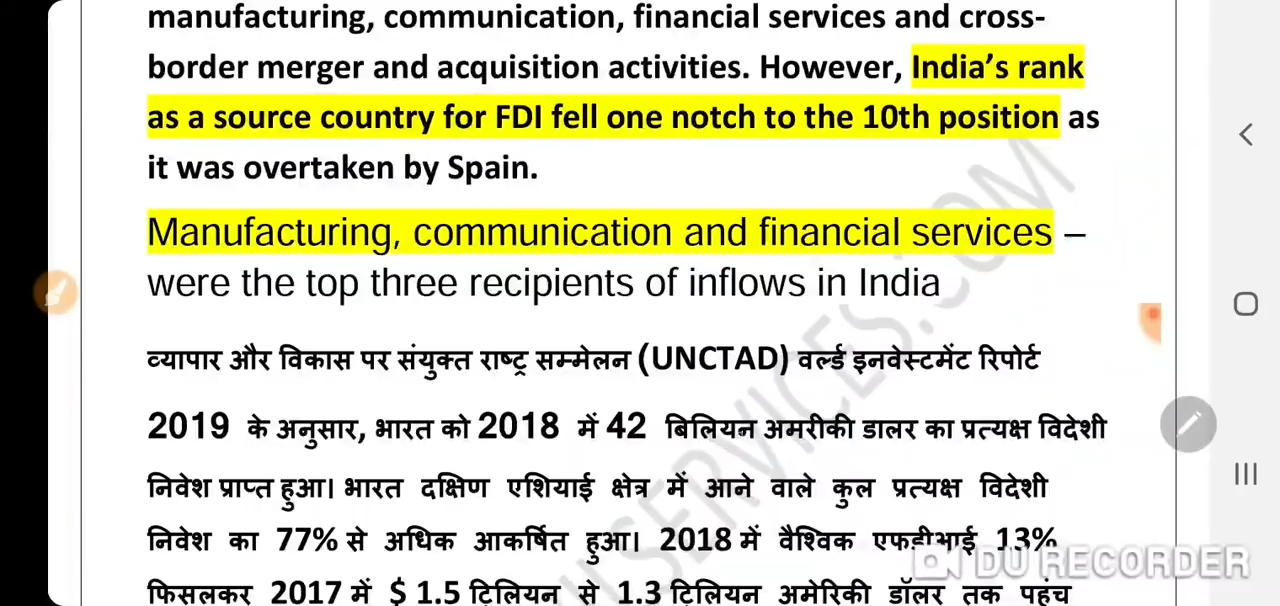 manufacturing, communication, financial services and cross-
border merger and acquisition activities. However, India's rank
as a source country for FDI fell one notch to the 10th position as
it was overtaken by Spain.
Manufacturing, communication and financial services –
were the top three recipients of inflows in India
व्यापार और विकास पर संयुक्त राष्ट्र सम्मेलन (UNCTAD) वर्ल्ड इनवेस्टमेंट रिपोर्ट
2019 के अनुसार, भारत को 2018 में 42 बिलियन अमरीकी डालर का प्रत्यक्ष विदेशी
निवेश प्राप्त हुआ। भारत दक्षिण एशियाई क्षेत्र में आने वाले कुल प्रत्यक्ष विदेशी
निवेश का 77% से अधिक आकर्षित हुआ। 2018 में वैश्विक एफडीआई 13%
फिसलकर 2017 में $ 1.5 ट्रिलियन से 1.3 ट्रिलियन अमेरिकी डॉलर तक पहुंच
SERVICES.COM
DU RECORDER